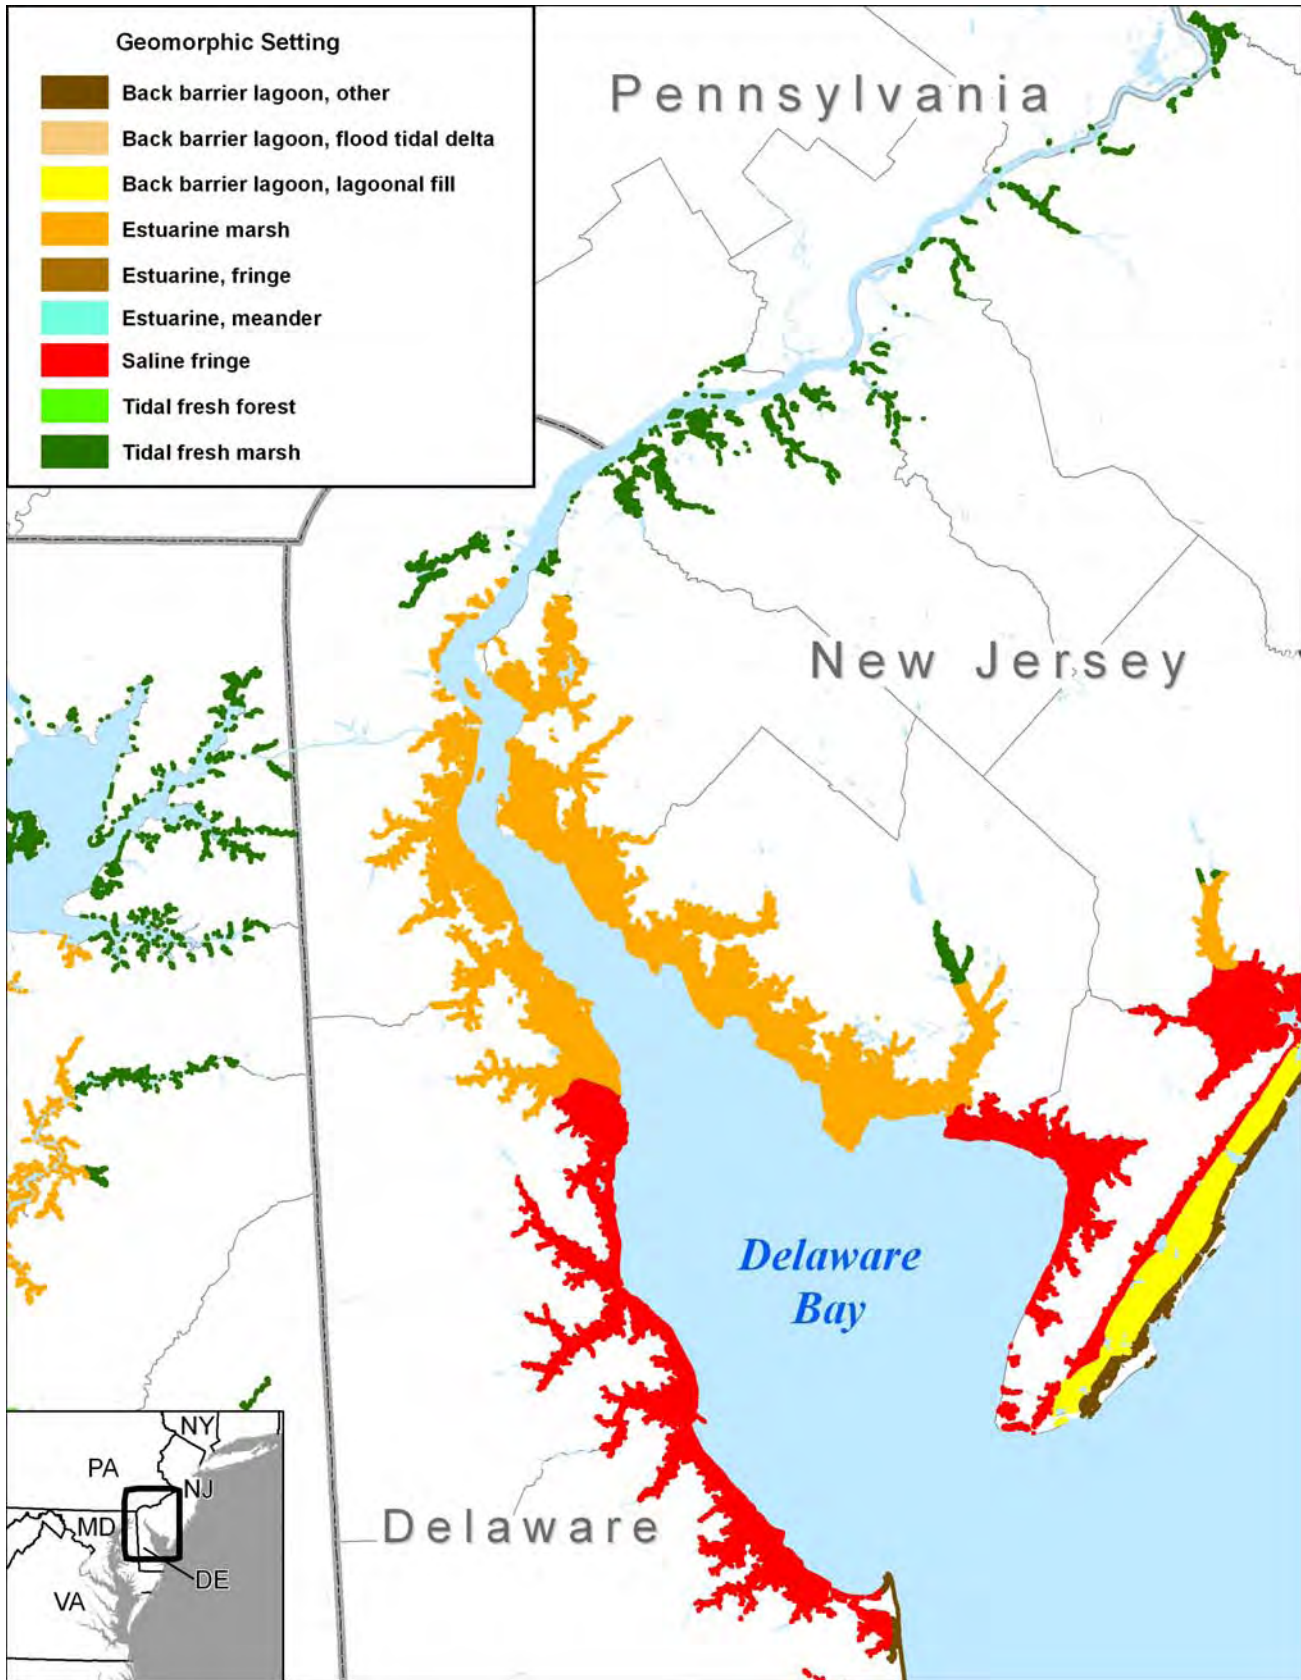 Geomorphic Setting
Back barrier lagoon, other
Back barrier lagoon, flood tidal delta
Back barrier lagoon, lagoonal fill
Estuarine marsh
Estuarine, fringe
Estuarine, meander
Saline fringe
Tidal fresh forest
Tidal fresh marsh
Pennsylvania
New Jersey
Delaware
Bay
Delaware
NY
PA
NJ
MD
DE
VA